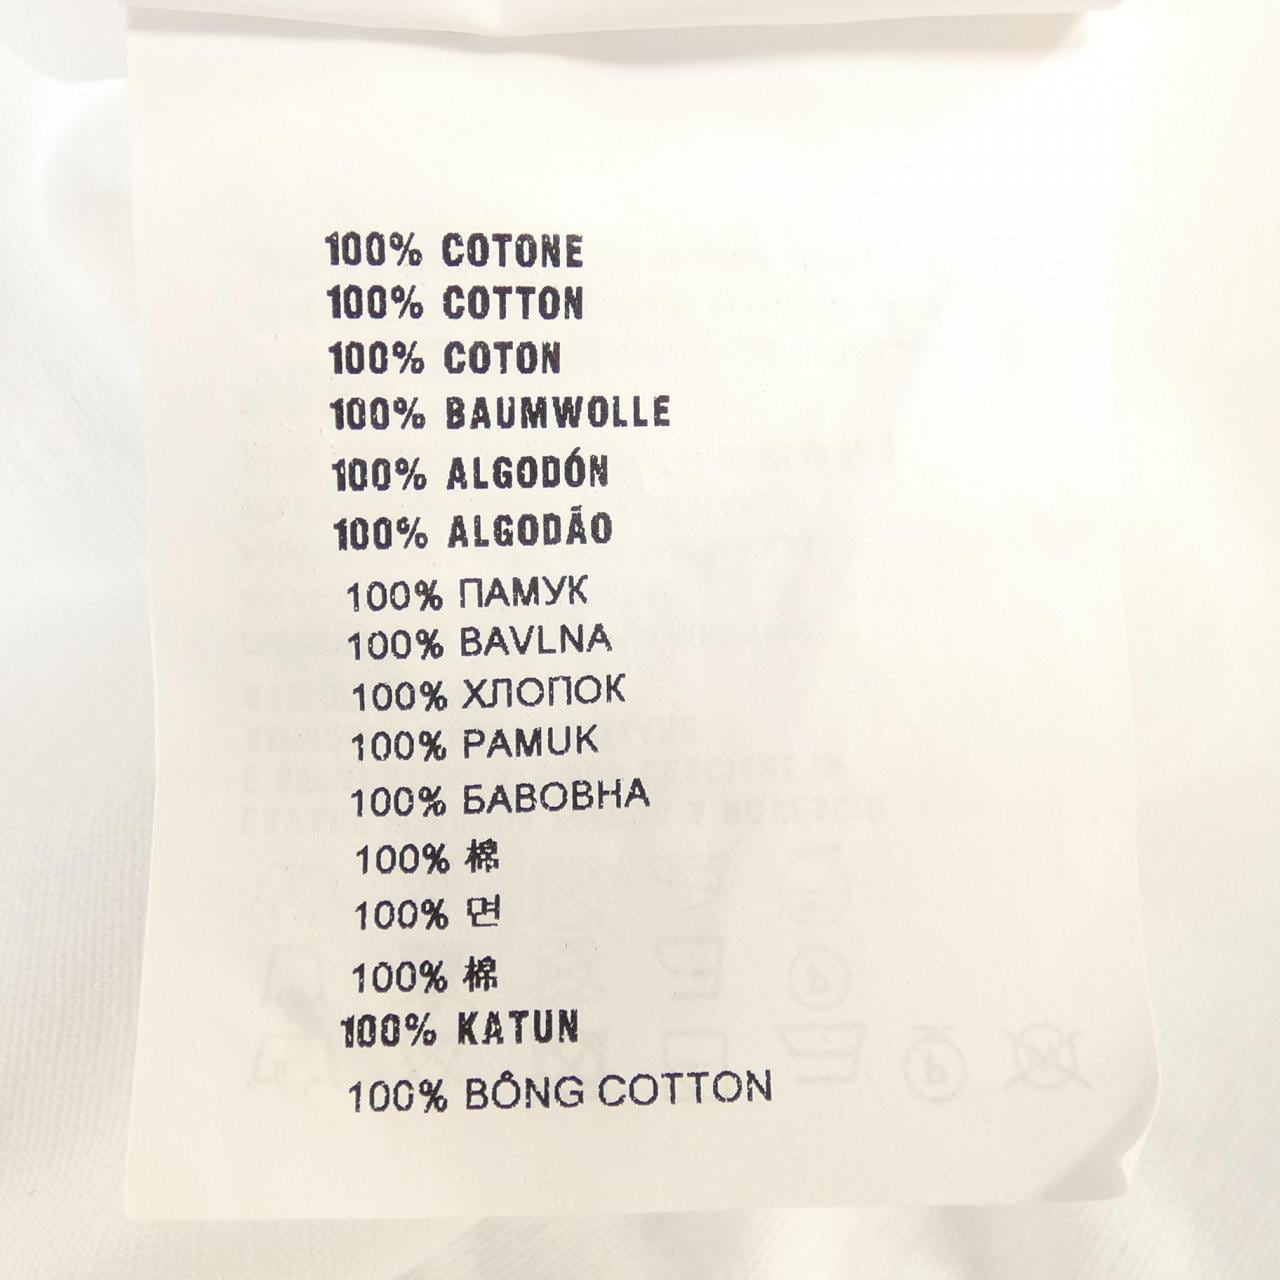 100% COTONE
100% COTTON
100% COTON
100% BAUMWOLLE
100% ALGODÓN
100% ALGODÃO
100% ПАМУК
100% BAVLNA
100% ХЛОПОК
100% PAMUK
100% БАВОВНА
100% 棉
100% 면
100% 棉
100% KATUN
100% BÔNG COTTON